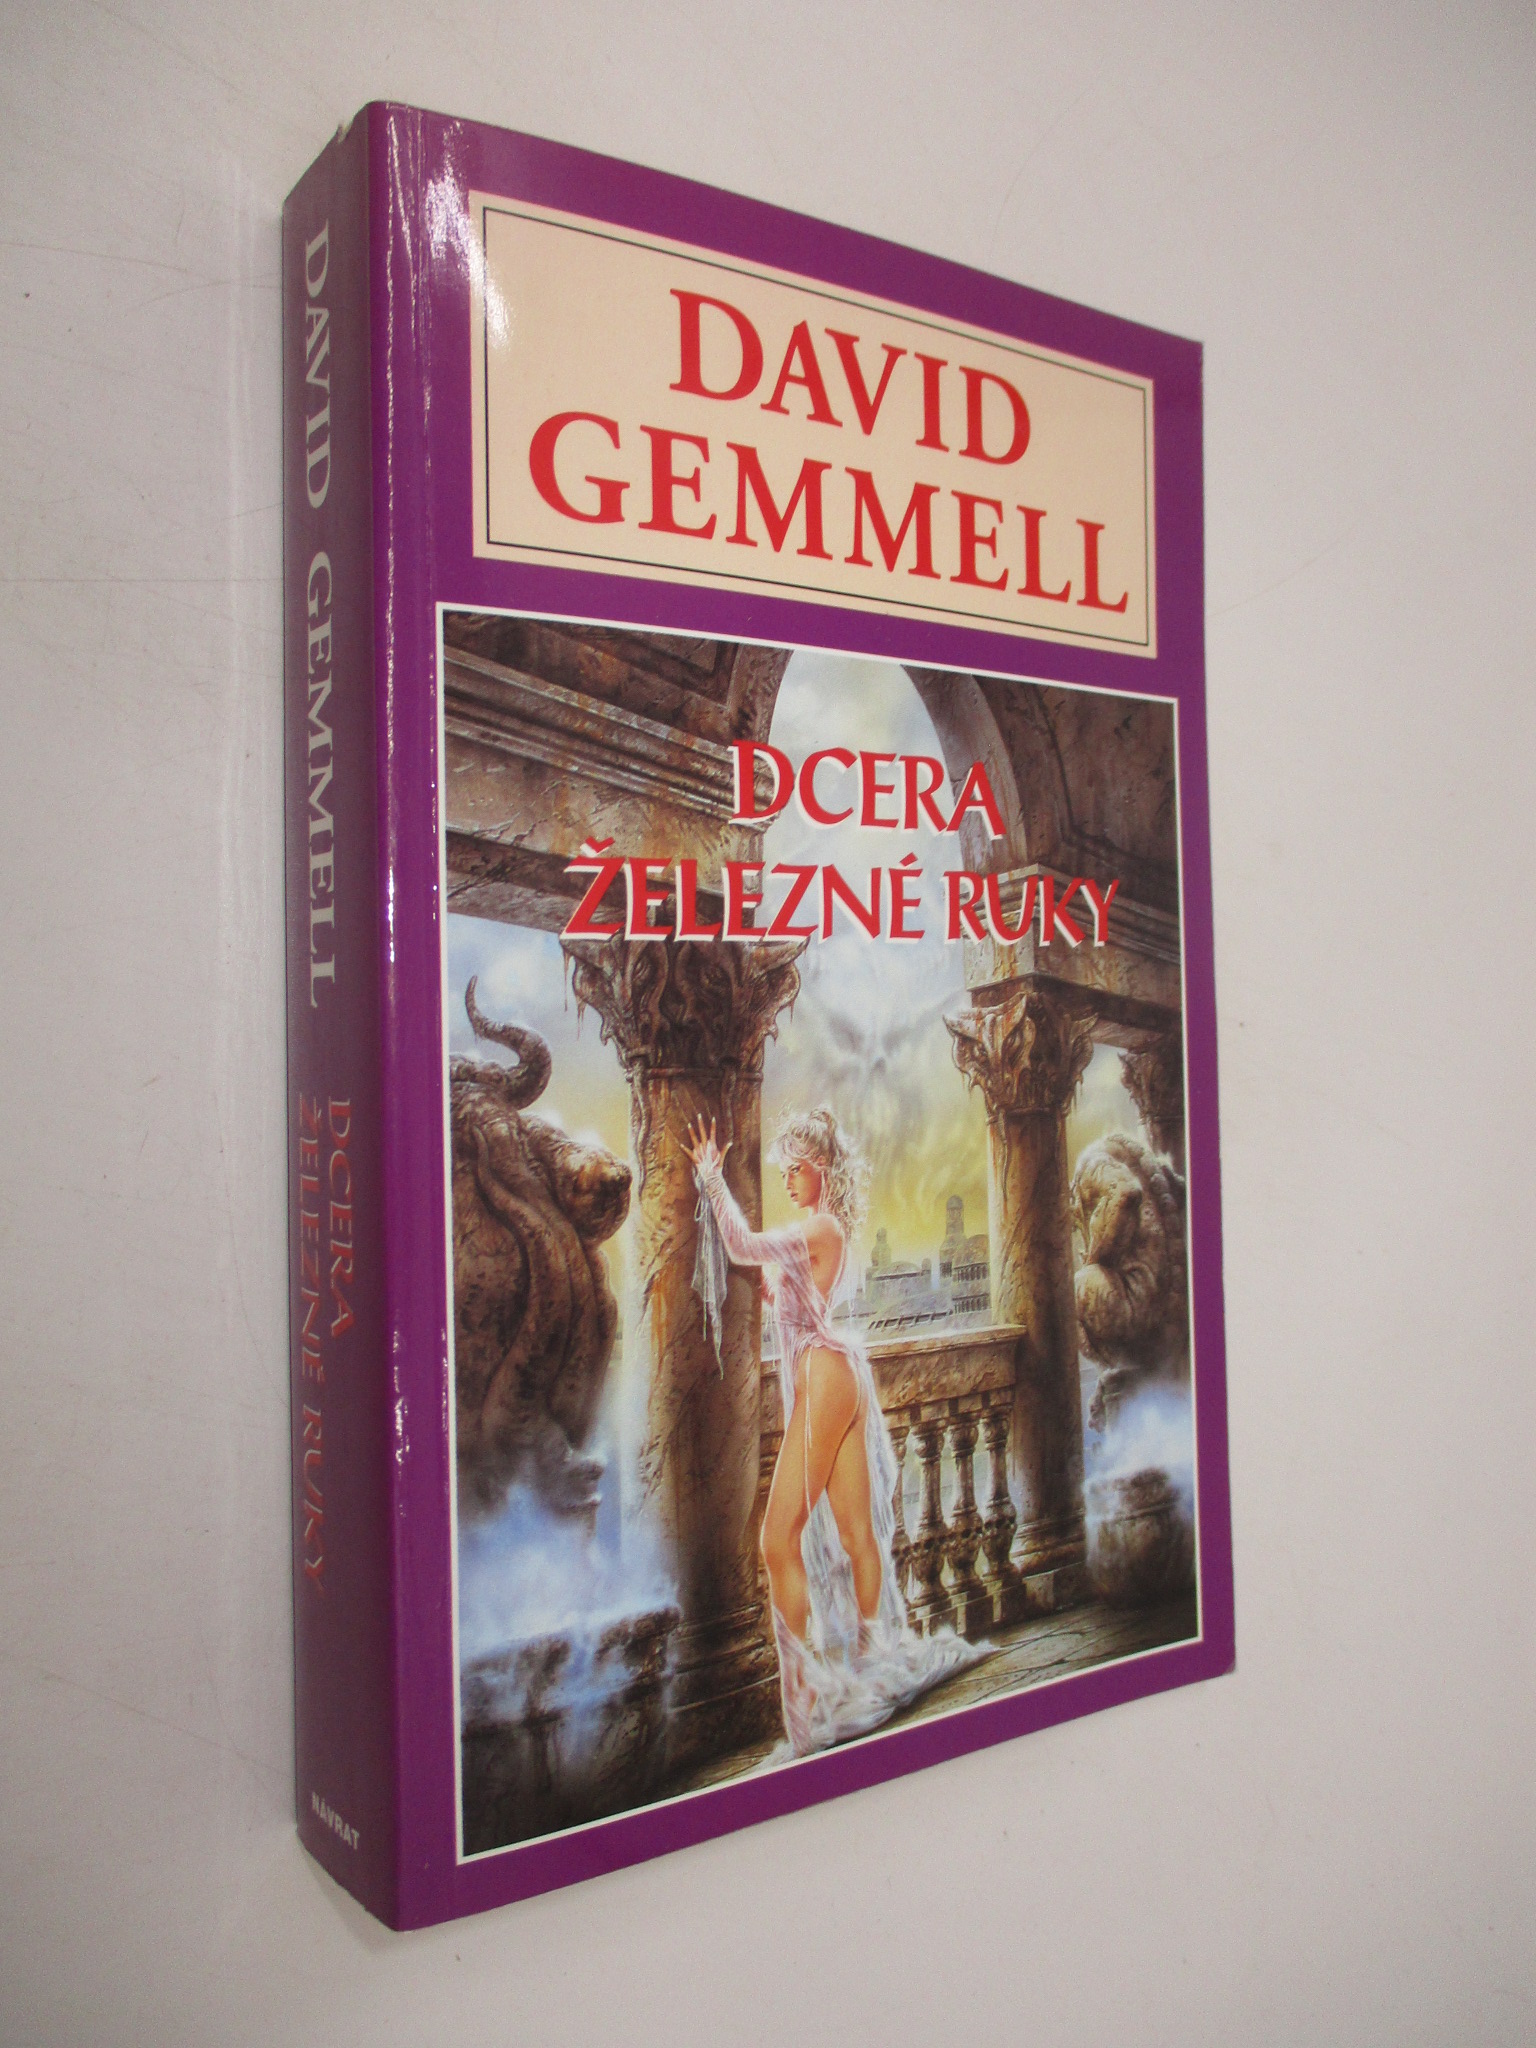 DAVID
GEMMELL
DCERA
ŽELEZNÉ RUKY
DAVID GEMMELL
DCERA
ŽELEZNÉ RUKY
NÁVRAT